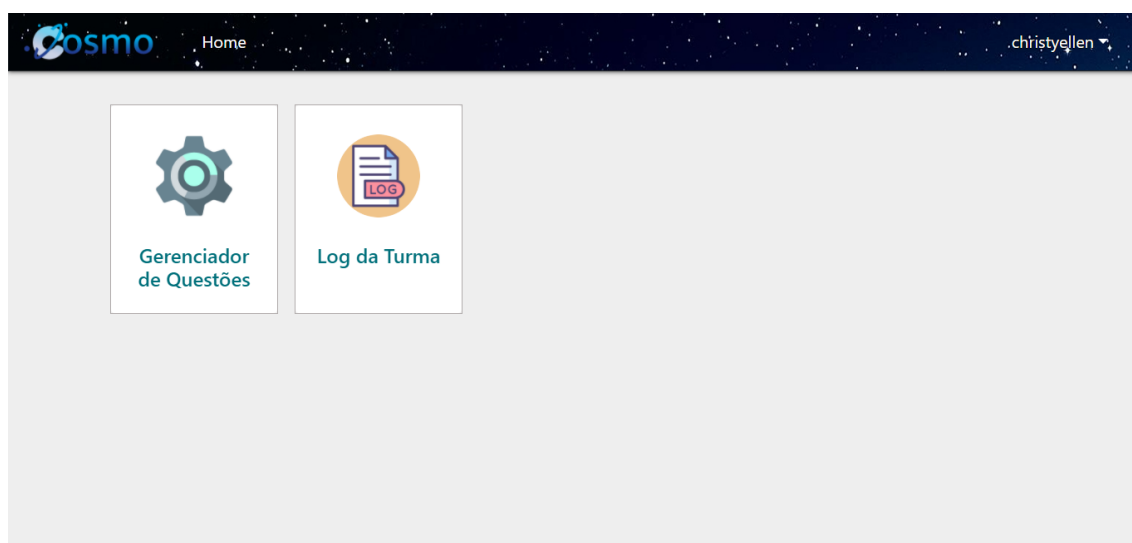 Cosmo
Home
christyellen
LOG
Gerenciador
de Questões
Log da Turma